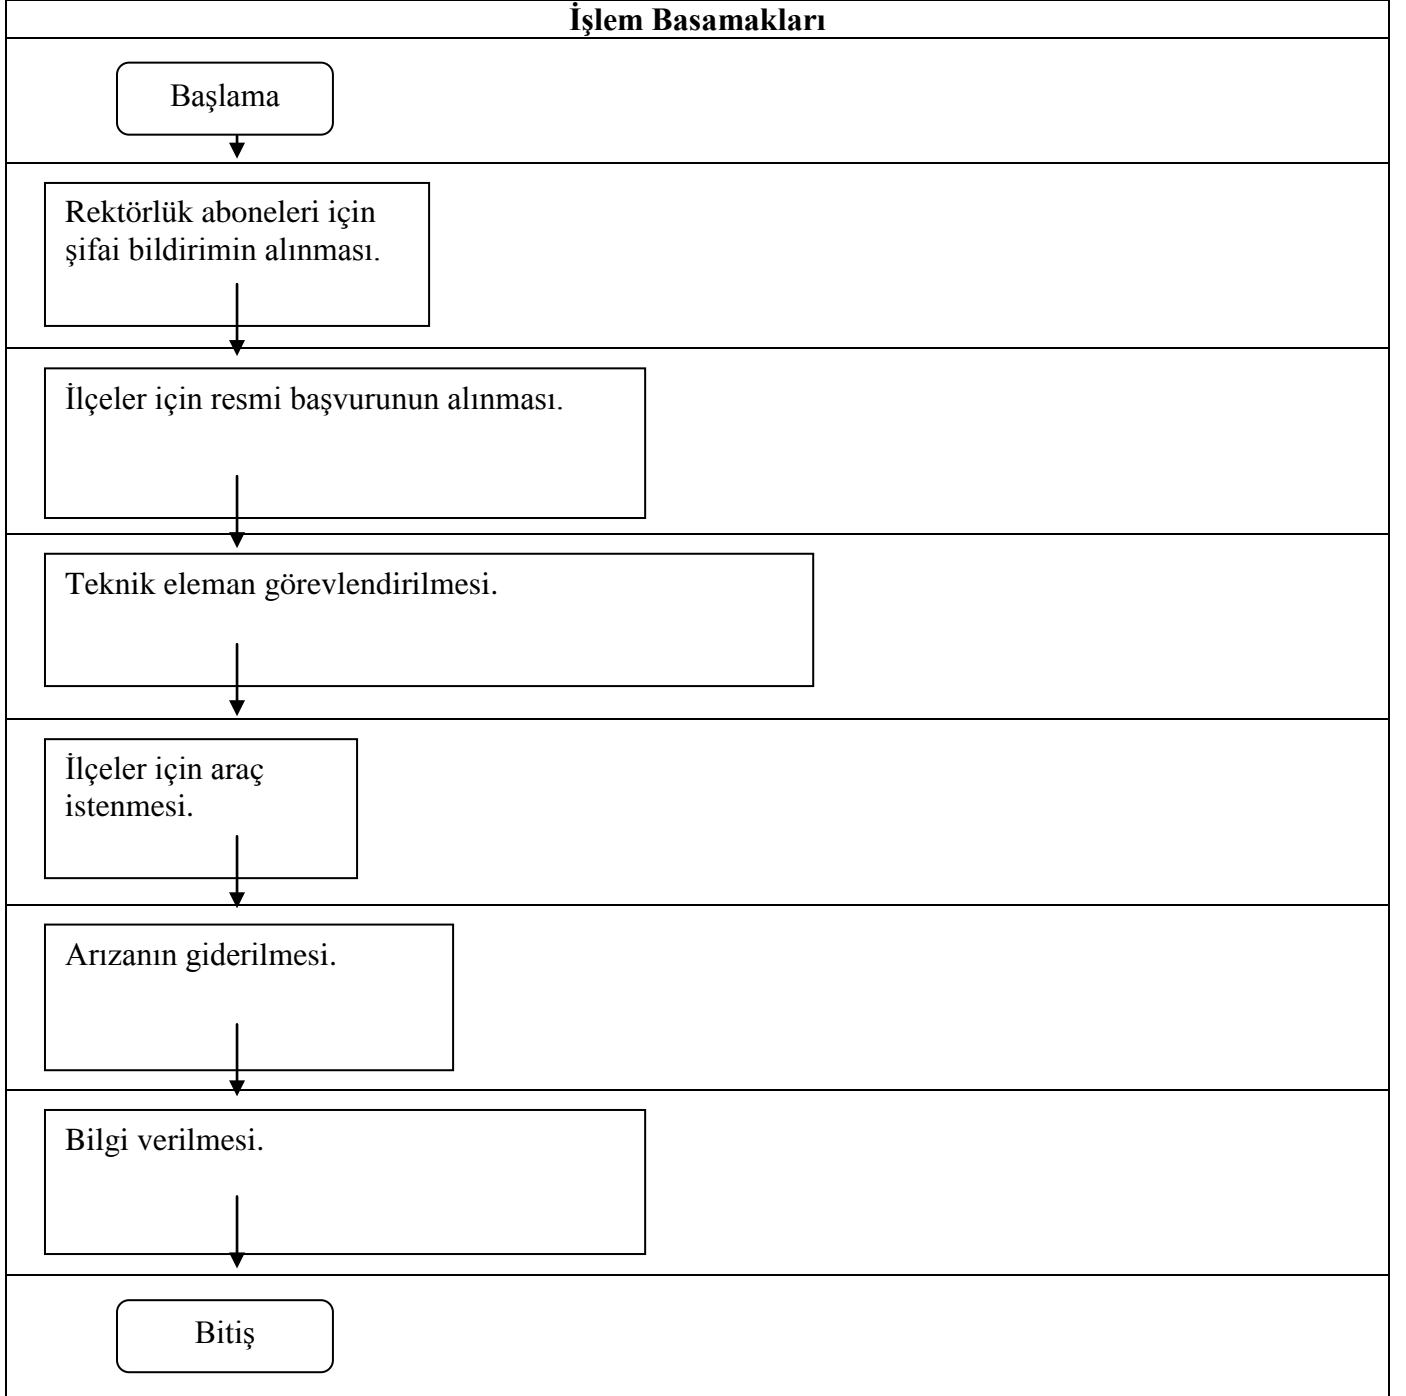 İşlem Basamakları
Başlama
Rektörlük aboneleri için
şifai bildirimin alınması.
İlçeler için resmi başvurunun alınması.
Teknik eleman görevlendirilmesi.
İlçeler için araç
istenmesi.
Arızanın giderilmesi.
Bilgi verilmesi.
Bitiş